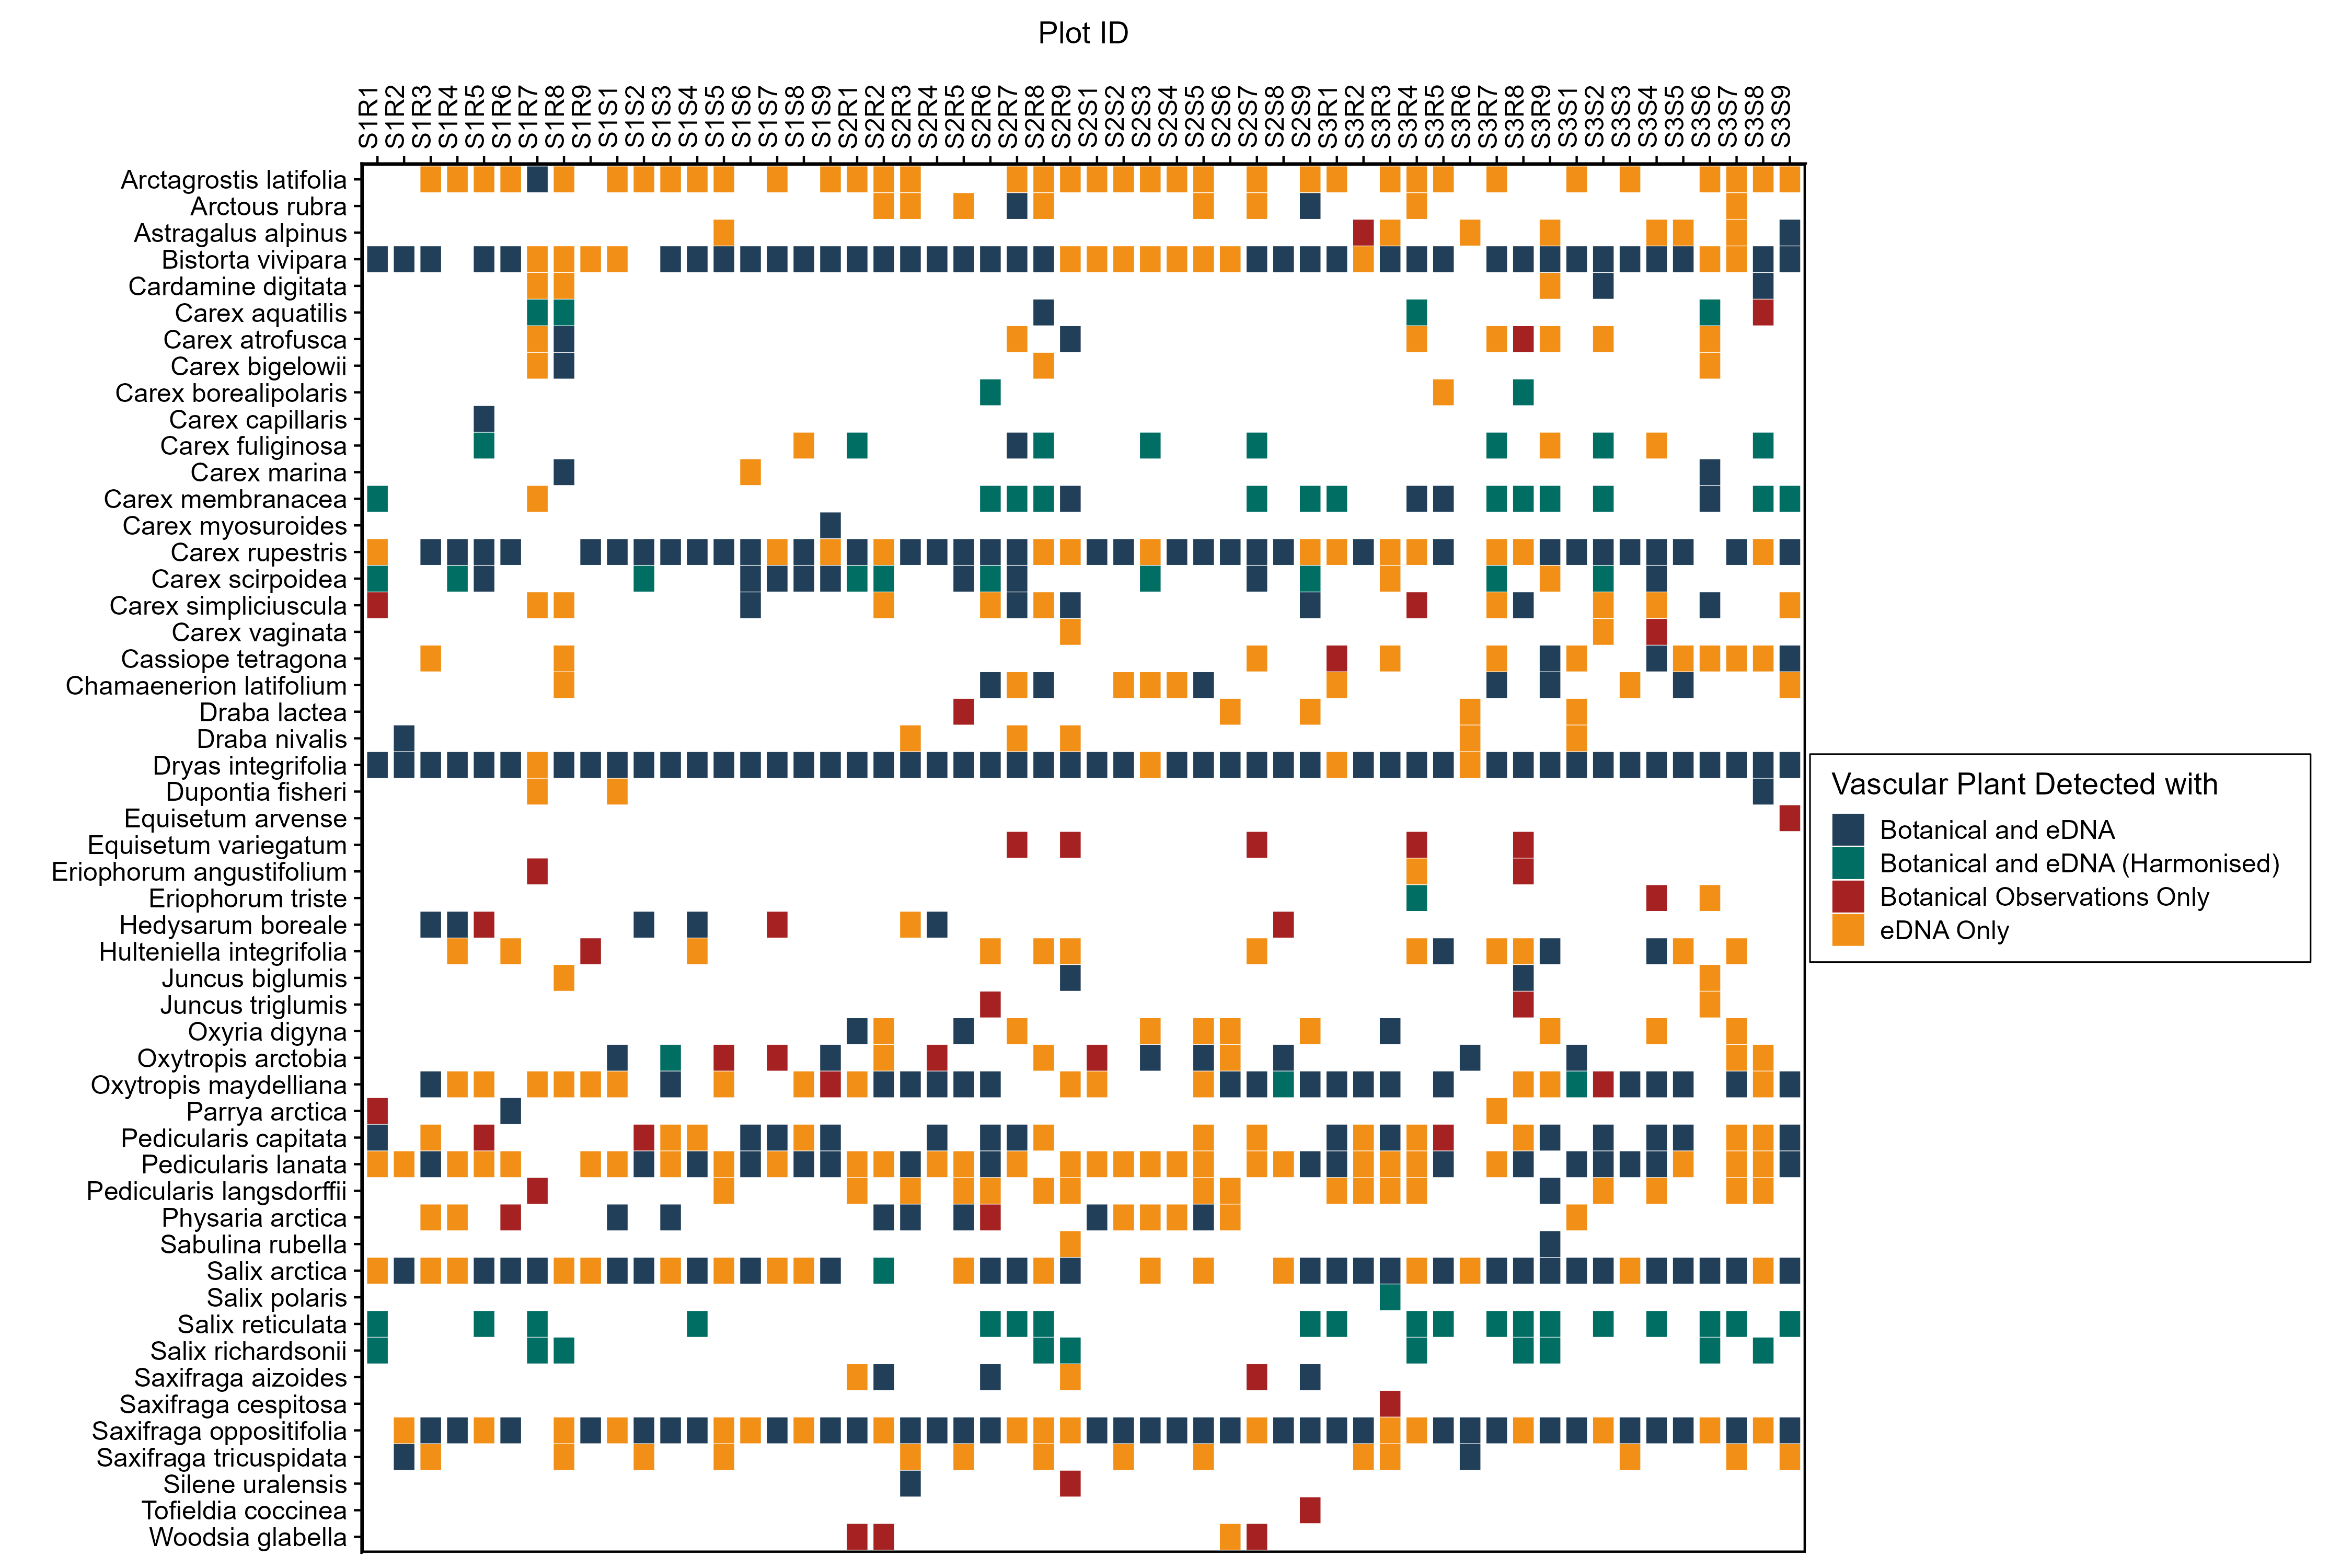 Plot ID
S1R1 S1R2 S1R3 S1R4 S1R5 S1R6 S1R7 S1R8 S1R9 S1S1 S1S2 S1S3 S1S4 S1S5 S1S6 S1S7 S1S8 S1S9 S2R1 S2R2 S2R3 S2R4 S2R5 S2R6 S2R7 S2R8 S2R9 S2S1 S2S2 S2S3 S2S4 S2S5 S2S6 S2S7 S2S8 S2S9 S3R1 S3R2 S3R3 S3R4 S3R5 S3R6 S3R7 S3R8 S3R9 S3S1 S3S2 S3S3 S3S4 S3S5 S3S6 S3S7 S3S8 S3S9
Arctagrostis latifolia
Arctous rubra
Astragalus alpinus
Bistorta vivipara
Cardamine digitata
Carex aquatilis
Carex atrofusca
Carex bigelowii
Carex borealipolaris
Carex capillaris
Carex fuliginosa
Carex marina
Carex membranacea
Carex myosuroides
Carex rupestris
Carex scirpoidea
Carex simpliciuscula
Carex vaginata
Cassiope tetragona
Chamaenerion latifolium
Draba lactea
Draba nivalis
Dryas integrifolia
Dupontia fisheri
Equisetum arvense
Equisetum variegatum
Eriophorum angustifolium
Eriophorum triste
Hedysarum boreale
Hulteniella integrifolia
Juncus biglumis
Juncus triglumis
Oxyria digyna
Oxytropis arctobia
Oxytropis maydelliana
Parrya arctica
Pedicularis capitata
Pedicularis lanata
Pedicularis langsdorffii
Physaria arctica
Sabulina rubella
Salix arctica
Salix polaris
Salix reticulata
Salix richardsonii
Saxifraga aizoides
Saxifraga cespitosa
Saxifraga oppositifolia
Saxifraga tricuspidata
Silene uralensis
Tofieldia coccinea
Woodsia glabella
Vascular Plant Detected with
Botanical and eDNA
Botanical and eDNA (Harmonised)
Botanical Observations Only
eDNA Only